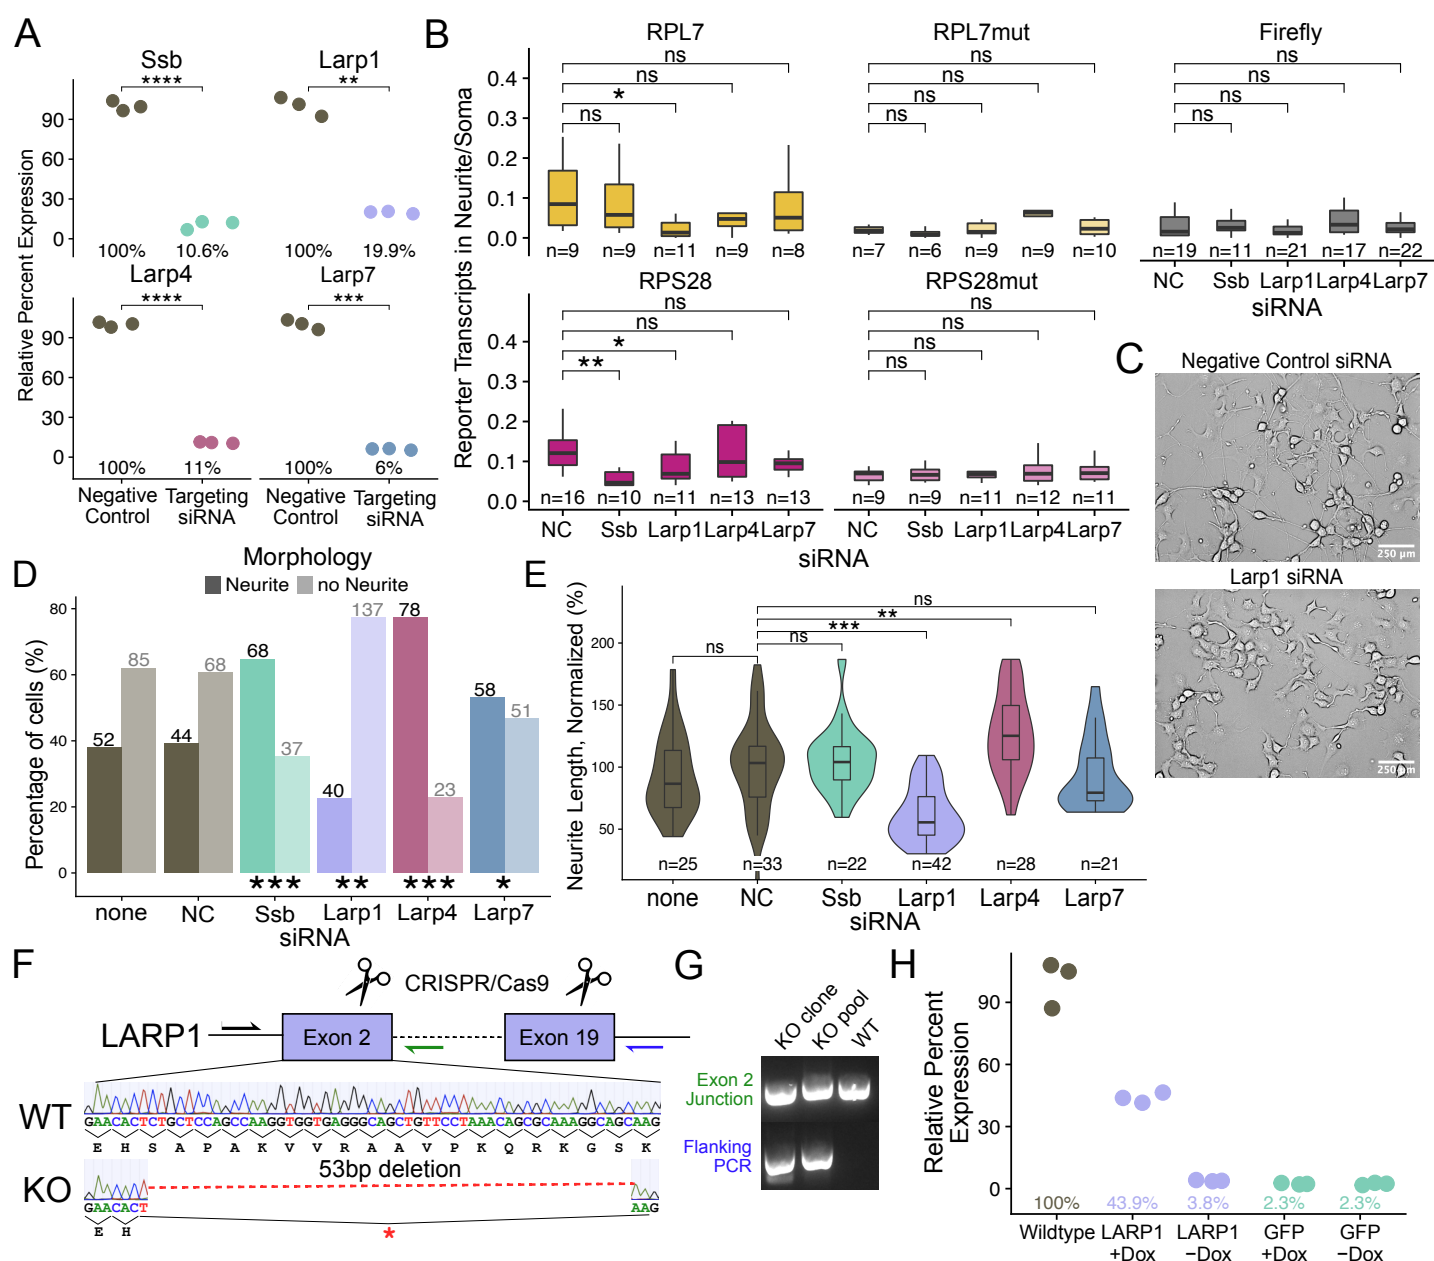 A
Ssb
Larp1
****
**
90
60
30
0
100%
10.6%
100%
19.9%
Larp4
Larp7
****
***
90
60
30
0
100%
11%
100%
6%
Relative Percent Expression
Negative Control
Targeting siRNA
Negative Control
Targeting siRNA
B
RPL7
RPL7mut
Firefly
ns
ns
*
ns
ns
ns
ns
ns
ns
ns
ns
ns
0.4
0.3
0.2
0.1
0.0
n=9 n=9 n=11 n=9 n=8
n=7 n=6 n=9 n=9 n=10
n=19 n=11 n=21 n=17 n=22
NC Ssb Larp1 Larp4 Larp7
siRNA
RPS28
RPS28mut
ns
ns
*
**
ns
ns
ns
ns
0.4
0.3
0.2
0.1
0.0
n=16 n=10 n=11 n=13 n=13
n=9 n=9 n=11 n=12 n=11
NC Ssb Larp1 Larp4 Larp7
NC Ssb Larp1 Larp4 Larp7
siRNA
Reporter Transcripts in Neurite/Soma
C
Negative Control siRNA
250 µm
Larp1 siRNA
250 µm
D
Morphology
Neurite no Neurite
80
60
40
20
0
Percentage of cells (%)
52 85 44 68 68 37 40 137 78 23 58 51
*** ** *** *
none NC Ssb Larp1 Larp4 Larp7
siRNA
E
Neurite Length, Normalized (%)
200
150
100
50
ns
**
***
ns
ns
n=25 n=33 n=22 n=42 n=28 n=21
none NC Ssb Larp1 Larp4 Larp7
siRNA
F
CRISPR/Cas9
LARP1
Exon 2
Exon 19
WT
GAACACTCTGCTCCAGCCAAGGTGGTGAGGGCAGCTGTTCCTAAACAGCGCAAAGGCAGCAAG
E H S A P A K V V R A A V P K Q R K G S K
53bp deletion
KO
GAACACT
AAG
E H
*
G
KO clone
KO pool
WT
Exon 2 Junction
Flanking PCR
H
Relative Percent Expression
90
60
30
0
100% 43.9% 3.8% 2.3% 2.3%
Wildtype LARP1 LARP1 GFP GFP
+Dox −Dox +Dox −Dox